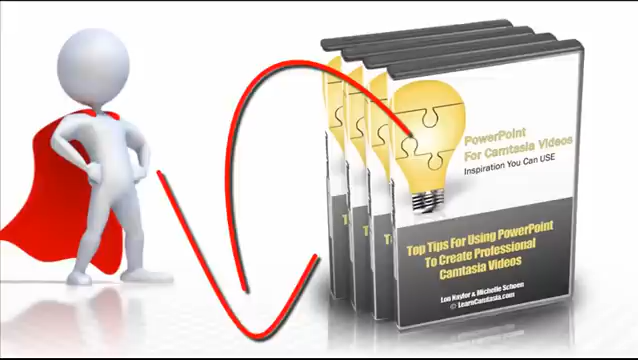 PowerPoint
For Camtasia Videos
Inspiration You Can USE
Top Tips For Using PowerPoint
To Create Professional
Camtasia Videos
Lon Naylor & Michelle Schoen
© LearnCamtasia.com